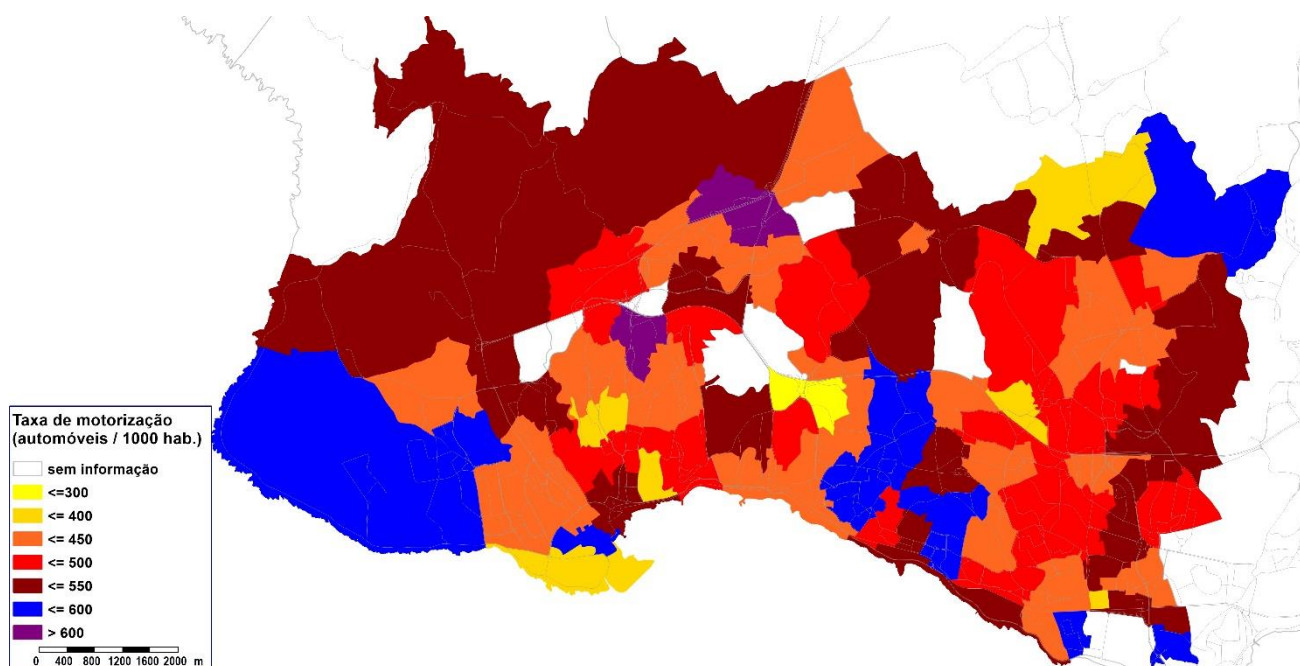 Taxa de motorização
(automóveis / 1000 hab.)
sem informação
<=300
<= 400
<= 450
<= 500
<= 550
<= 600
> 600
0 400 800 1200 1600 2000 m